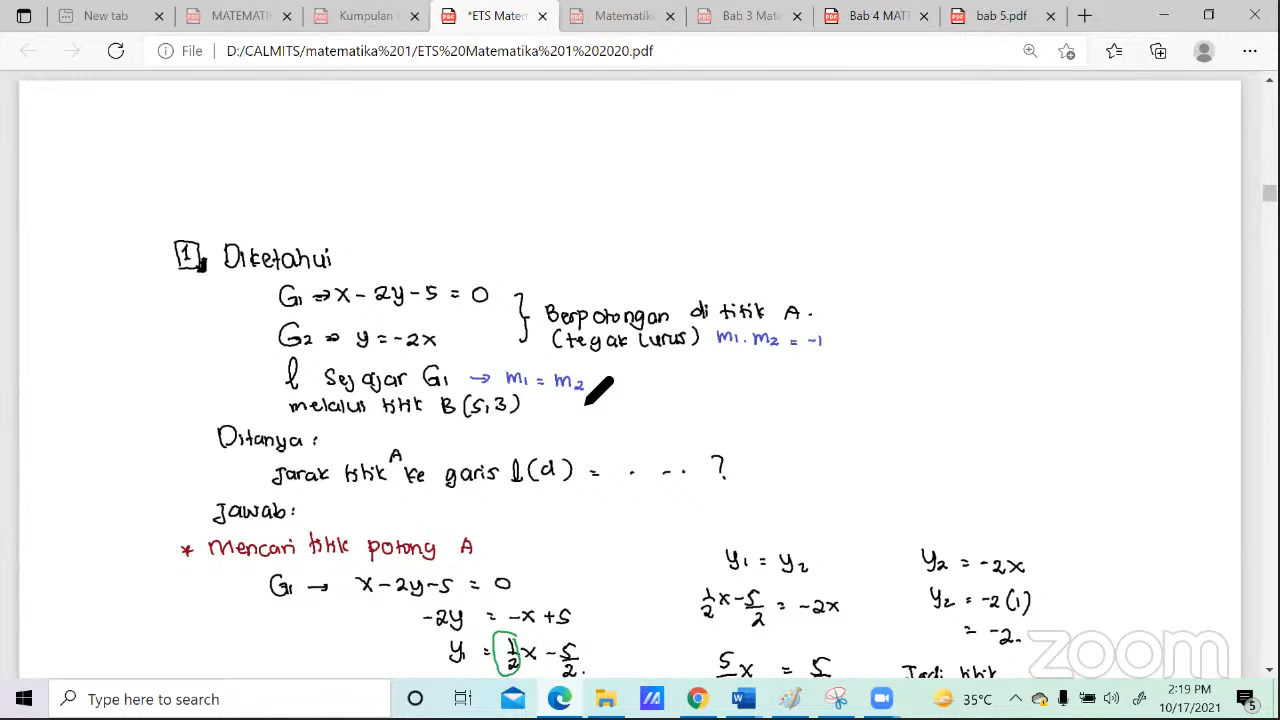 New tab
MATEMATI
Kumpulan
*ETS Matem
Matematika
Bab 3 Mate
Bab 4 MATE
bab 5.pdf
File
D:/CALMITS/matematika%201/ETS%20Matematika%201%202020.pdf
1. Diketahui
G1 ⇒ x - 2y - 5 = 0
G2 ⇒ y = -2x
} Berpotongan di titik A.
(tegak lurus) m1 . m2 = -1
l Sejajar G1 → m1 = m2
melalui titik B (5,3)
Ditanya:
Jarak titik A ke garis l (d) = . . . . ?
Jawab:
* Mencari titik potong A
G1 → x - 2y - 5 = 0
-2y = -x + 5
y1 = 1/2 x - 5/2.
y1 = y2
1/2 x - 5/2 = -2x
5 x = 5
y2 = -2x
y2 = -2(1)
= -2.
Jadi titik
zoom
Type here to search
35°C
2:19 PM
10/17/2021
5